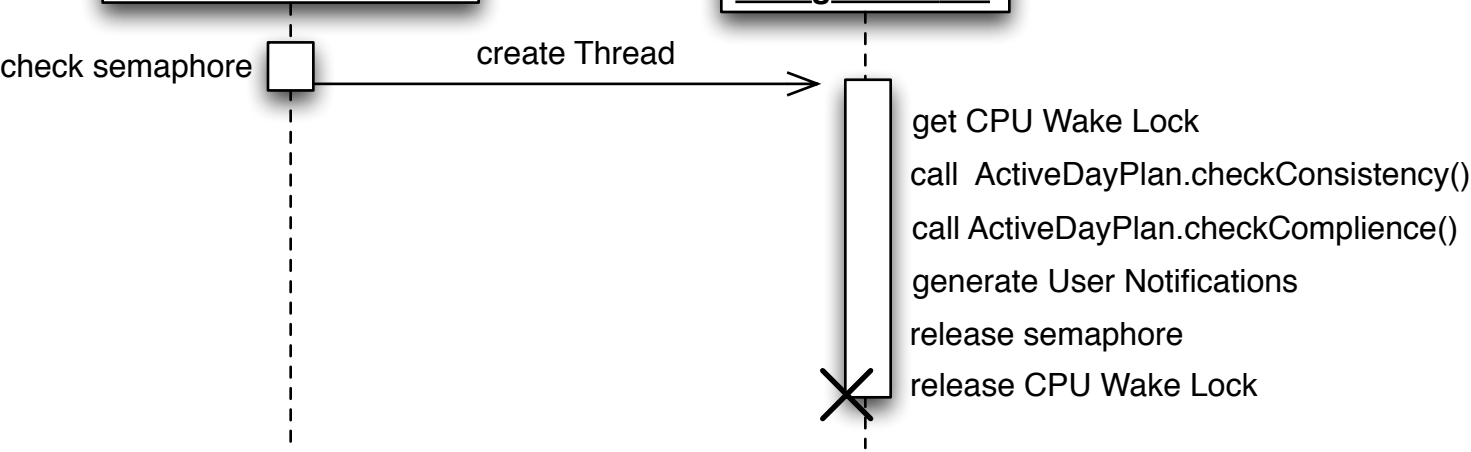 check semaphore
create Thread
get CPU Wake Lock
call ActiveDayPlan.checkConsistency()
call ActiveDayPlan.checkComplience()
generate User Notifications
release semaphore
release CPU Wake Lock